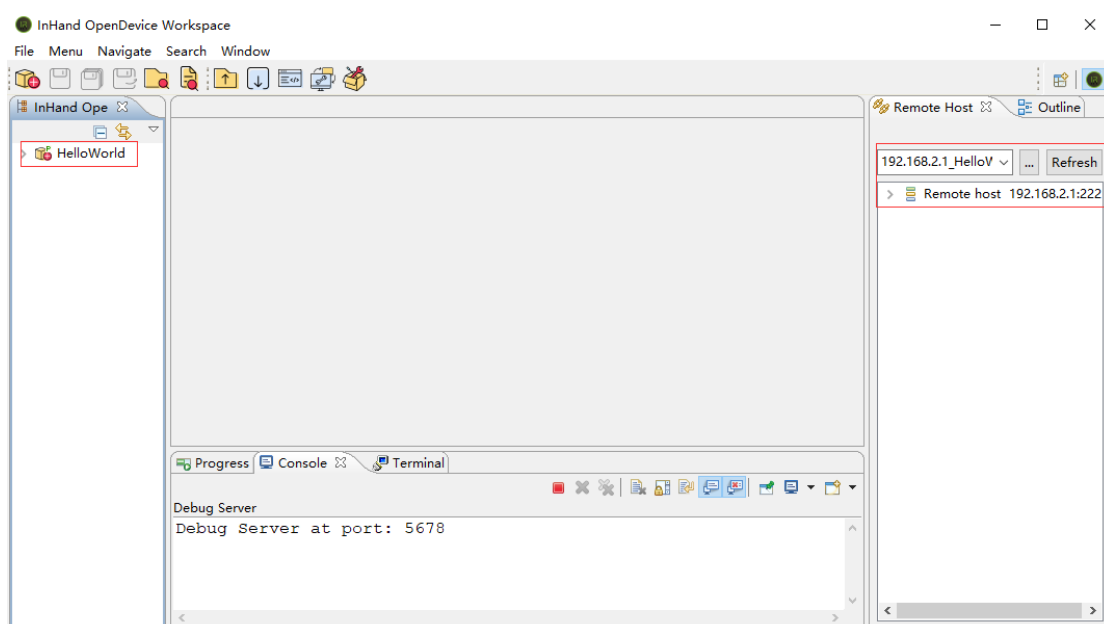 InHand OpenDevice Workspace
File Menu Navigate Search Window
InHand Ope
HelloWorld
Remote Host Outline
192.168.2.1_Hello ... Refresh
Remote host 192.168.2.1:222
Progress Console Terminal
Debug Server
Debug Server at port: 5678